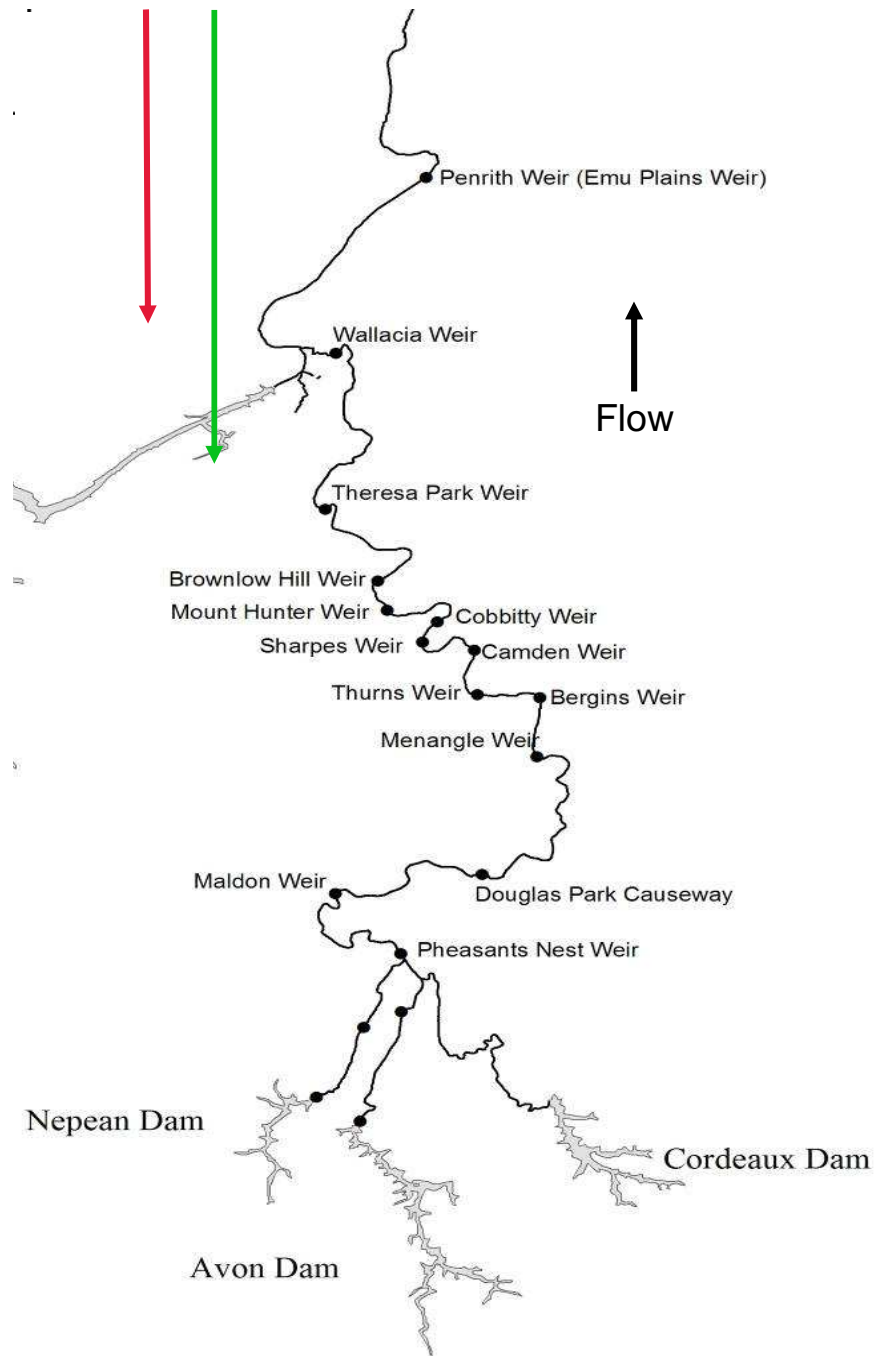 Penrith Weir (Emu Plains Weir)
Wallacia Weir
Flow
Theresa Park Weir
Brownlow Hill Weir
Mount Hunter Weir
Cobbitty Weir
Sharpes Weir
Camden Weir
Thurns Weir
Bergins Weir
Menangle Weir
Maldon Weir
Douglas Park Causeway
Pheasants Nest Weir
Nepean Dam
Cordeaux Dam
Avon Dam